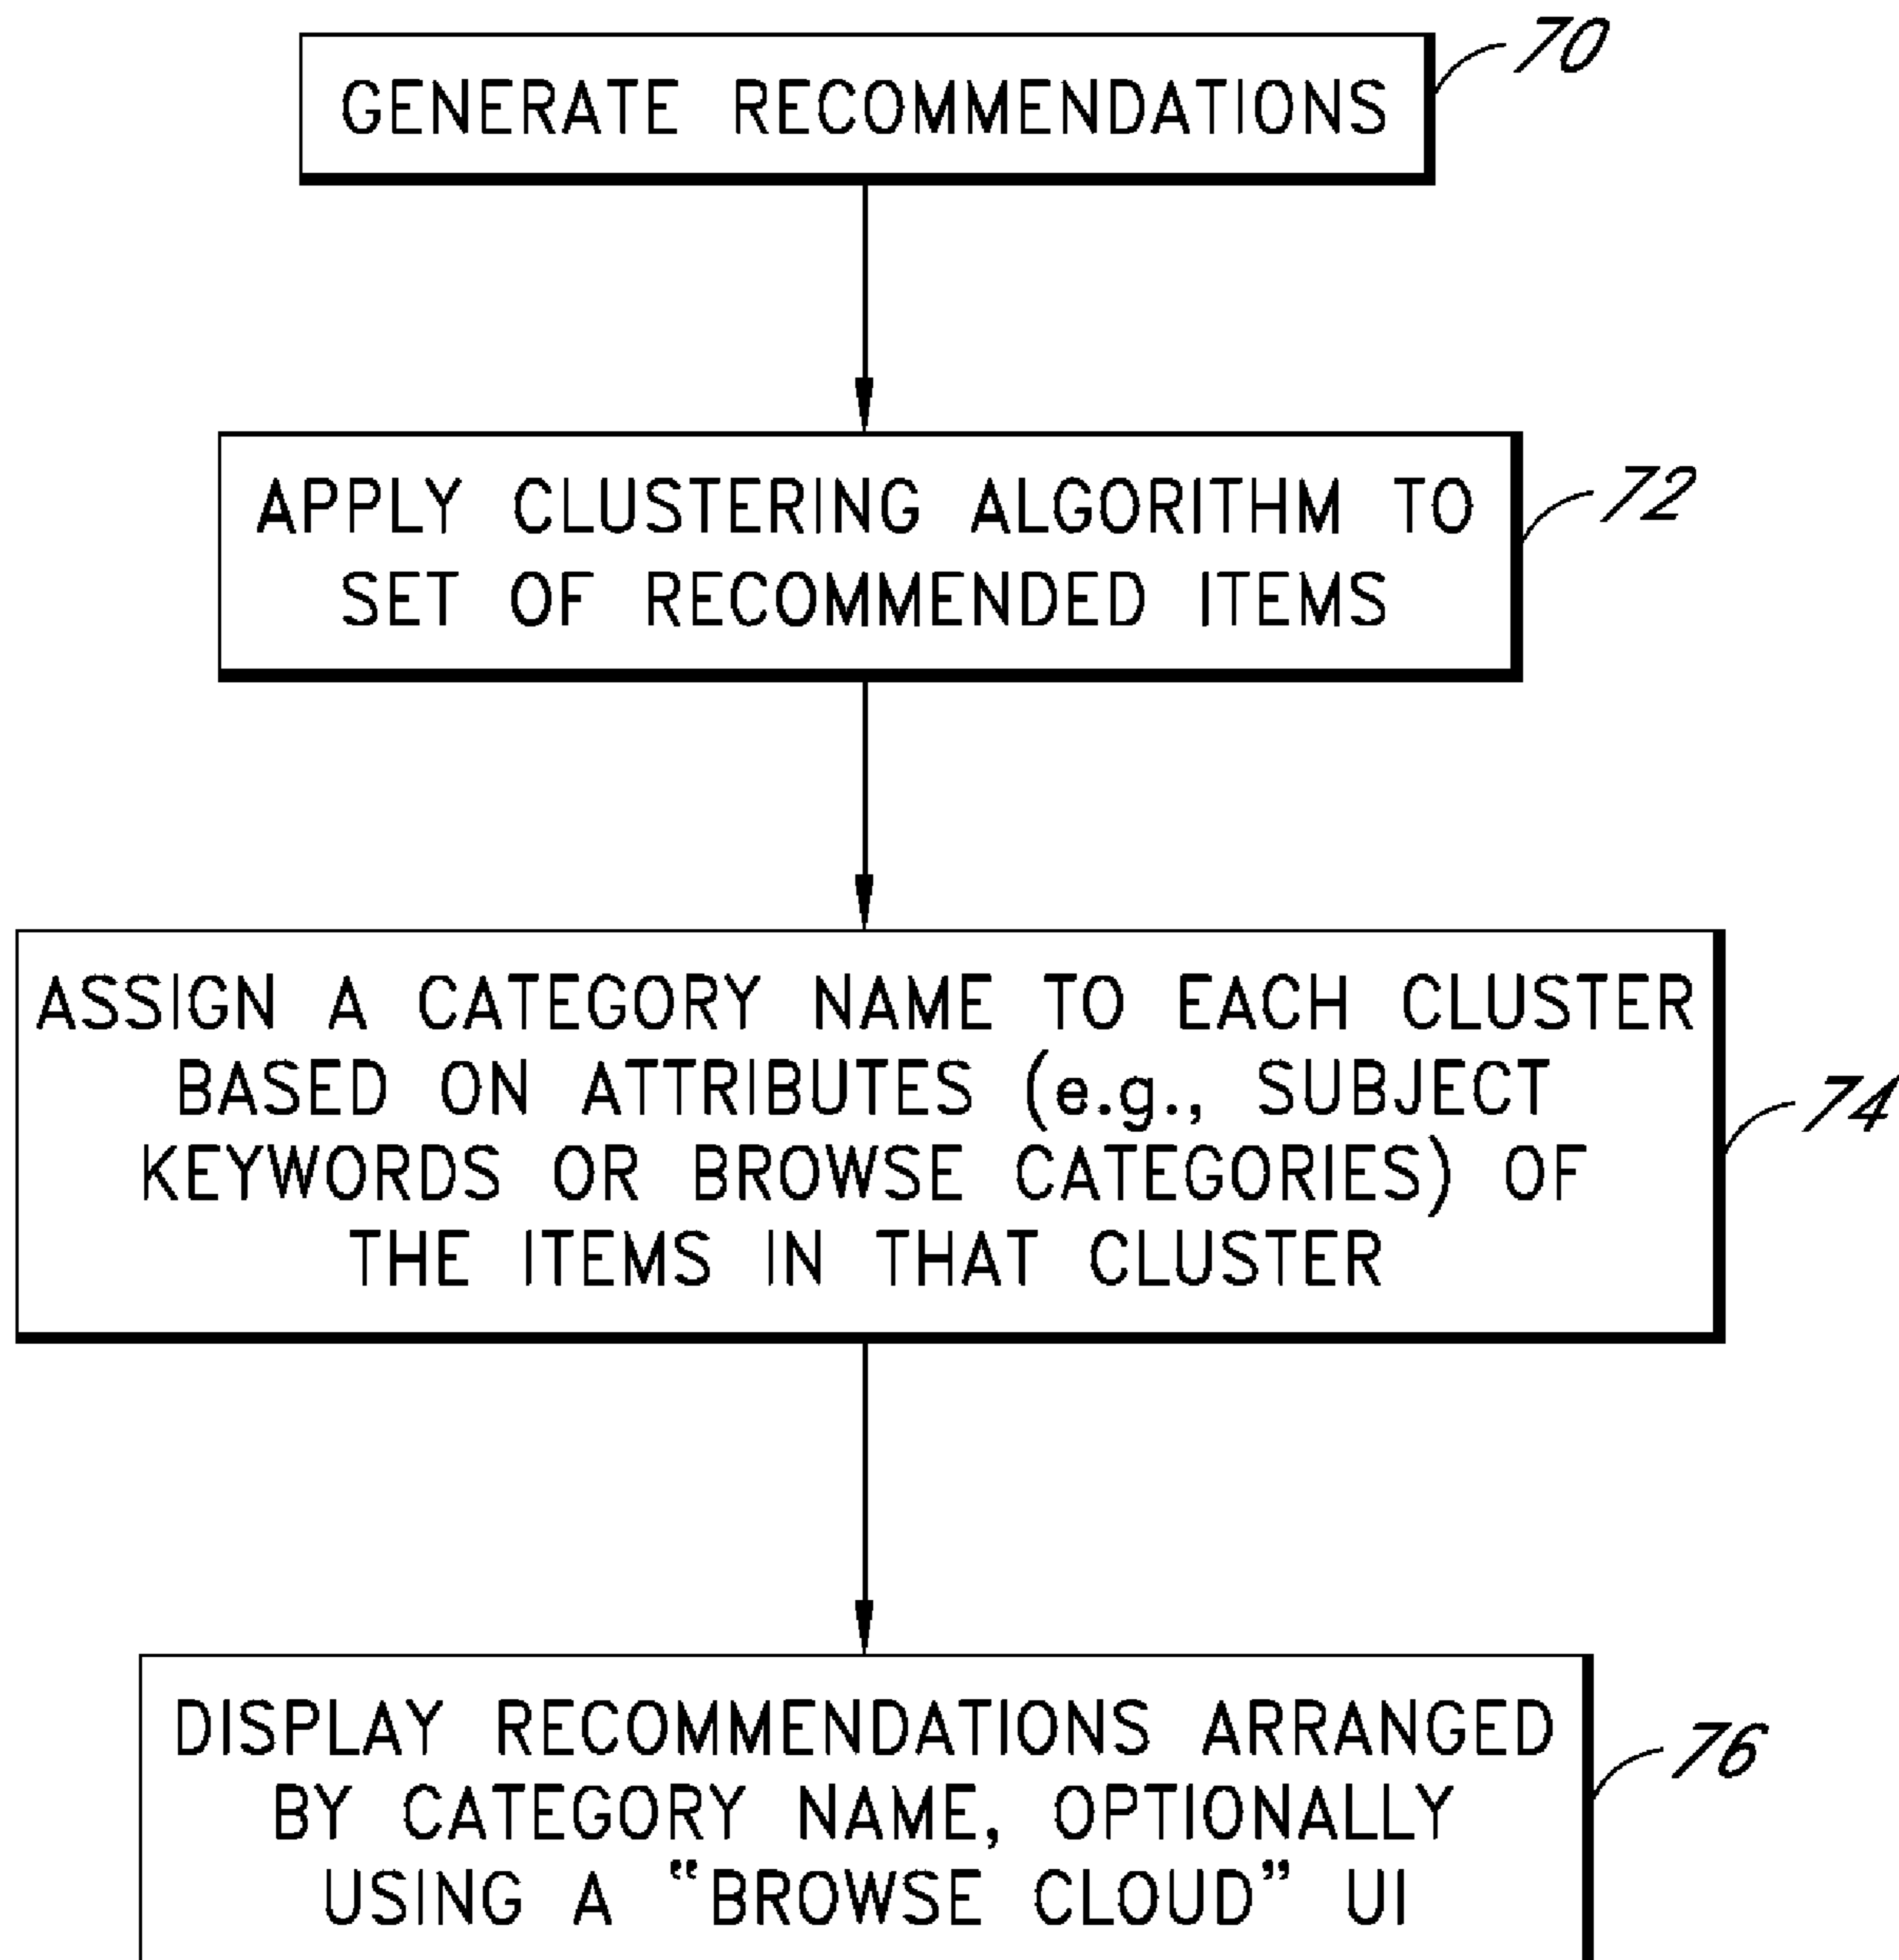 GENERATE RECOMMENDATIONS
70
APPLY CLUSTERING ALGORITHM TO
SET OF RECOMMENDED ITEMS
72
ASSIGN A CATEGORY NAME TO EACH CLUSTER
BASED ON ATTRIBUTES (e.g., SUBJECT
KEYWORDS OR BROWSE CATEGORIES) OF
THE ITEMS IN THAT CLUSTER
74
DISPLAY RECOMMENDATIONS ARRANGED
BY CATEGORY NAME, OPTIONALLY
USING A “BROWSE CLOUD” UI
76